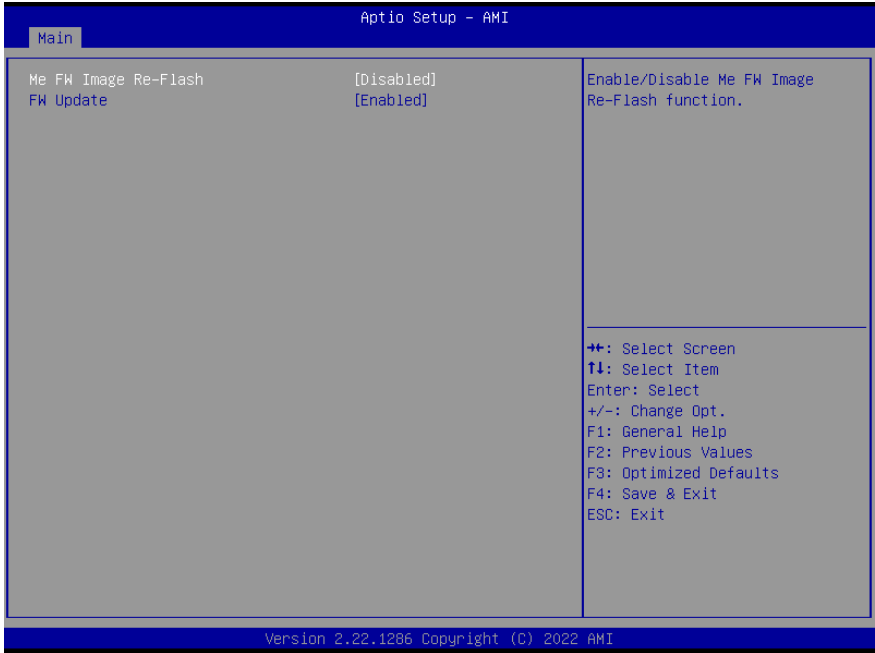 Aptio Setup – AMI
Main
Me FW Image Re-Flash [Disabled]
FW Update [Enabled]
Enable/Disable Me FW Image
Re-Flash function.
→←: Select Screen
↑↓: Select Item
Enter: Select
+/-: Change Opt.
F1: General Help
F2: Previous Values
F3: Optimized Defaults
F4: Save & Exit
ESC: Exit
Version 2.22.1286 Copyright (C) 2022 AMI